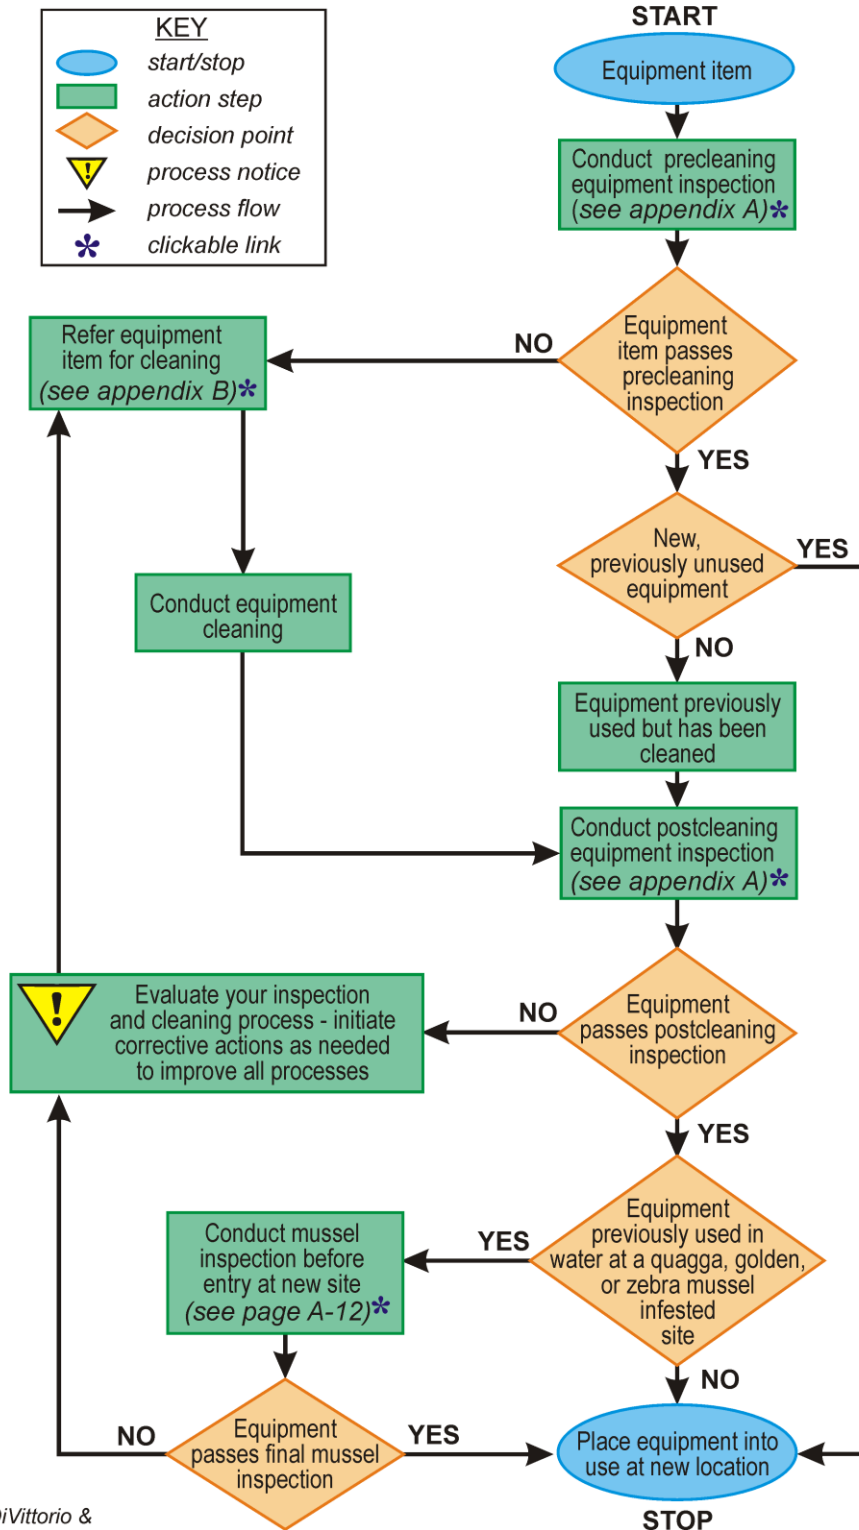 KEY
start/stop
action step
decision point
!
process notice
process flow
* clickable link
START
Equipment item
Conduct precleaning
equipment inspection
(see appendix A)*
Equipment
item passes
precleaning
inspection
NO
YES
Refer equipment
item for cleaning
(see appendix B)*
New,
previously unused
equipment
YES
NO
Conduct equipment
cleaning
Equipment previously
used but has been
cleaned
Conduct postcleaning
equipment inspection
(see appendix A)*
Equipment
passes postcleaning
inspection
NO
YES
!
Evaluate your inspection
and cleaning process - initiate
corrective actions as needed
to improve all processes
Equipment
previously used in
water at a quagga, golden,
or zebra mussel
infested
site
YES
NO
Conduct mussel
inspection before
entry at new site
(see page A-12)*
Equipment
passes final mussel
inspection
NO
YES
Place equipment into
use at new location
STOP
DiVittorio &